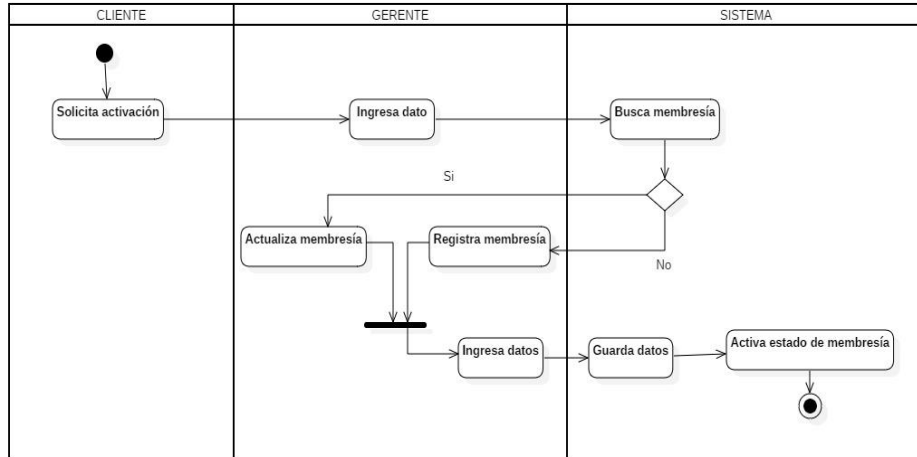 CLIENTE
GERENTE
SISTEMA
Solicita activación
Ingresa dato
Busca membresía
Si
Actualiza membresía
Registra membresía
No
Ingresa datos
Guarda datos
Activa estado de membresía